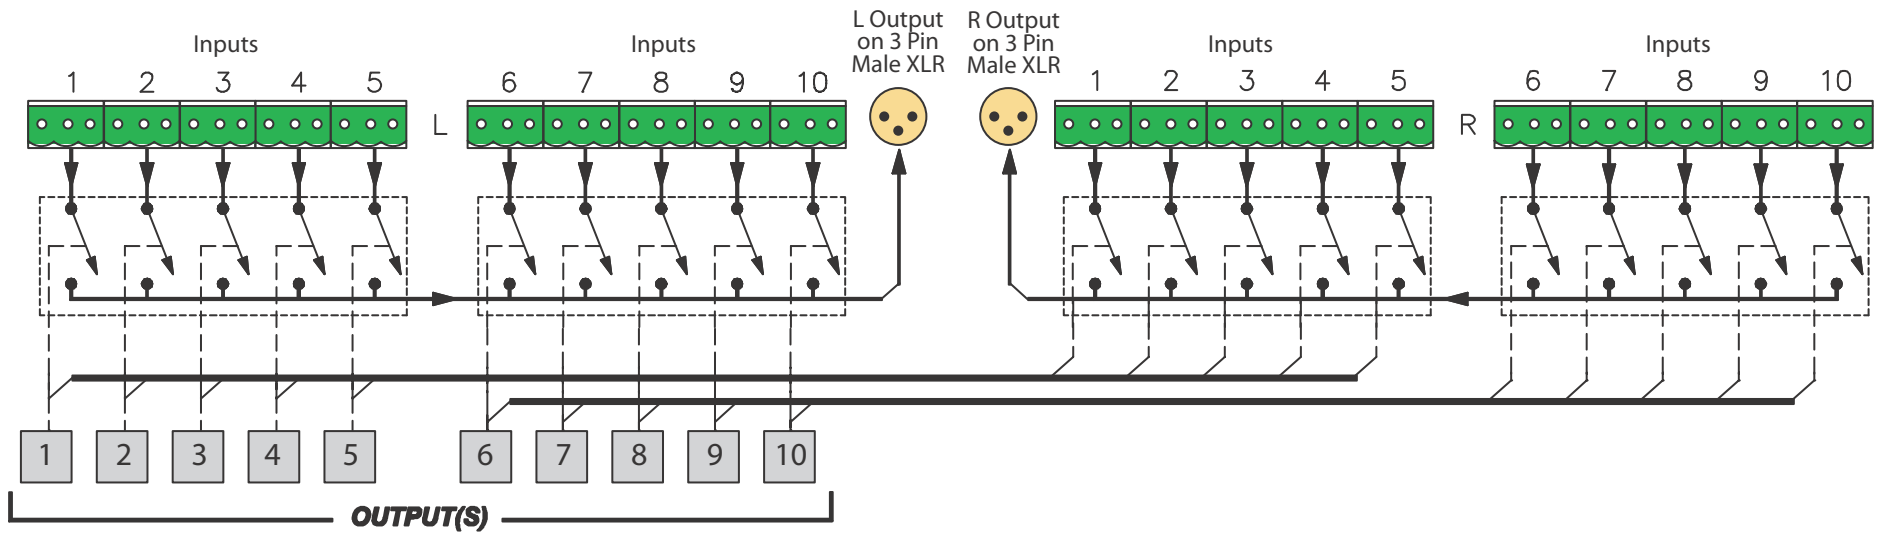 L Output
on 3 Pin
Male XLR
R Output
on 3 Pin
Male XLR
Inputs
Inputs
Inputs
Inputs
1 2 3 4 5
6 7 8 9 10
1 2 3 4 5
6 7 8 9 10
L
R
1 2 3 4 5 6 7 8 9 10
OUTPUT(S)